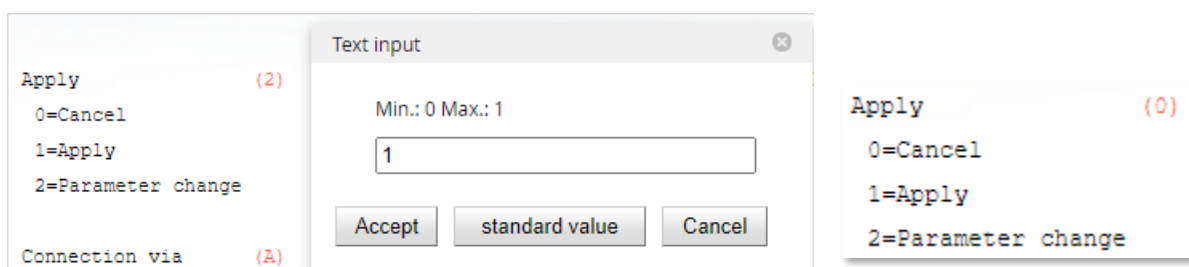 Text input
Apply (2)
0=Cancel
1=Apply
2=Parameter change
Connection via (A)
Min.: 0 Max.: 1
1
Accept standard value Cancel
Apply (0)
0=Cancel
1=Apply
2=Parameter change